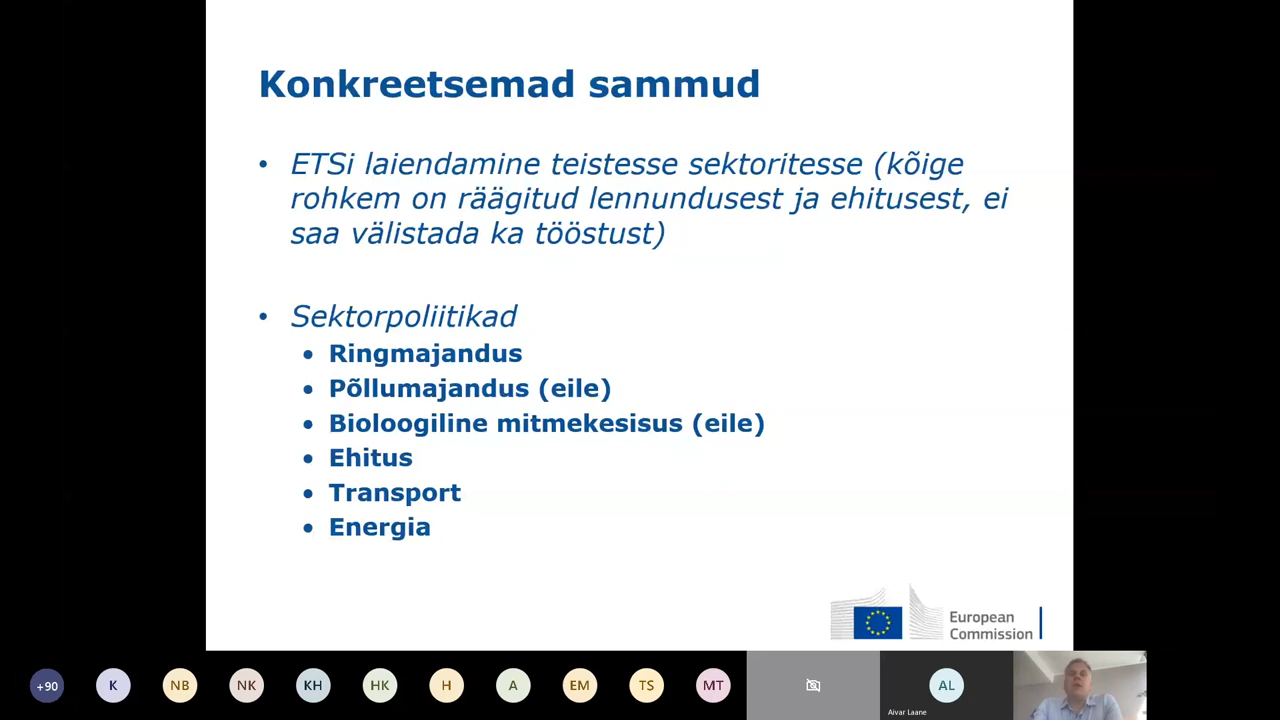 Konkreetsemad sammud
• ETSi laiendamine teistesse sektoritesse (kõige
rohkem on räägitud lennundusest ja ehitusest, ei
saa välistada ka tööstust)
• Sektorpoliitikad
• Ringmajandus
• Põllumajandus (eile)
• Bioloogiline mitmekesisus (eile)
• Ehitus
• Transport
• Energia
European
Commission
+90 K NB NK KH HK H A EM TS MT AL
Aivar Laane